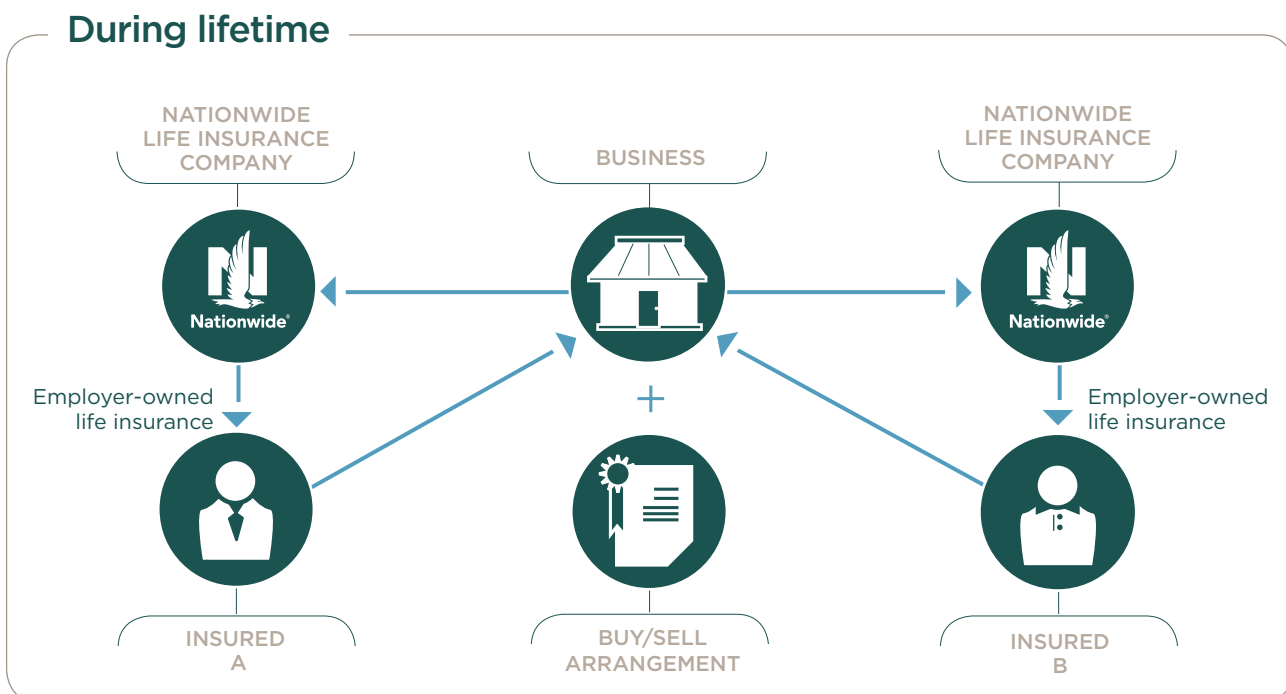 During lifetime
NATIONWIDE
LIFE INSURANCE
COMPANY
BUSINESS
NATIONWIDE
LIFE INSURANCE
COMPANY
N
Nationwide®
N
Nationwide®
Employer-owned
life insurance
+
Employer-owned
life insurance
INSURED
A
BUY/SELL
ARRANGEMENT
INSURED
B